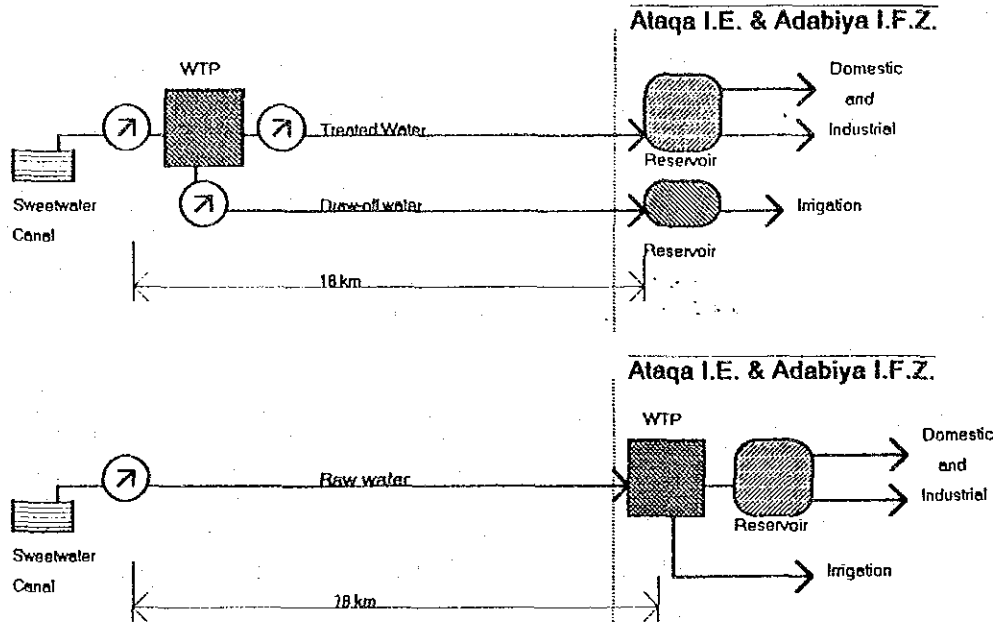 Ataqa I.E. & Adabiya I.F.Z.
WTP
Domestic
and
Industrial
Treated Water
Reservoir
Sweetwater
Canal
Draw-off water
Irrigation
Reservoir
18 km
Ataqa I.E. & Adabiya I.F.Z.
WTP
Domestic
and
Industrial
Raw water
Reservoir
Sweetwater
Canal
Irrigation
18 km